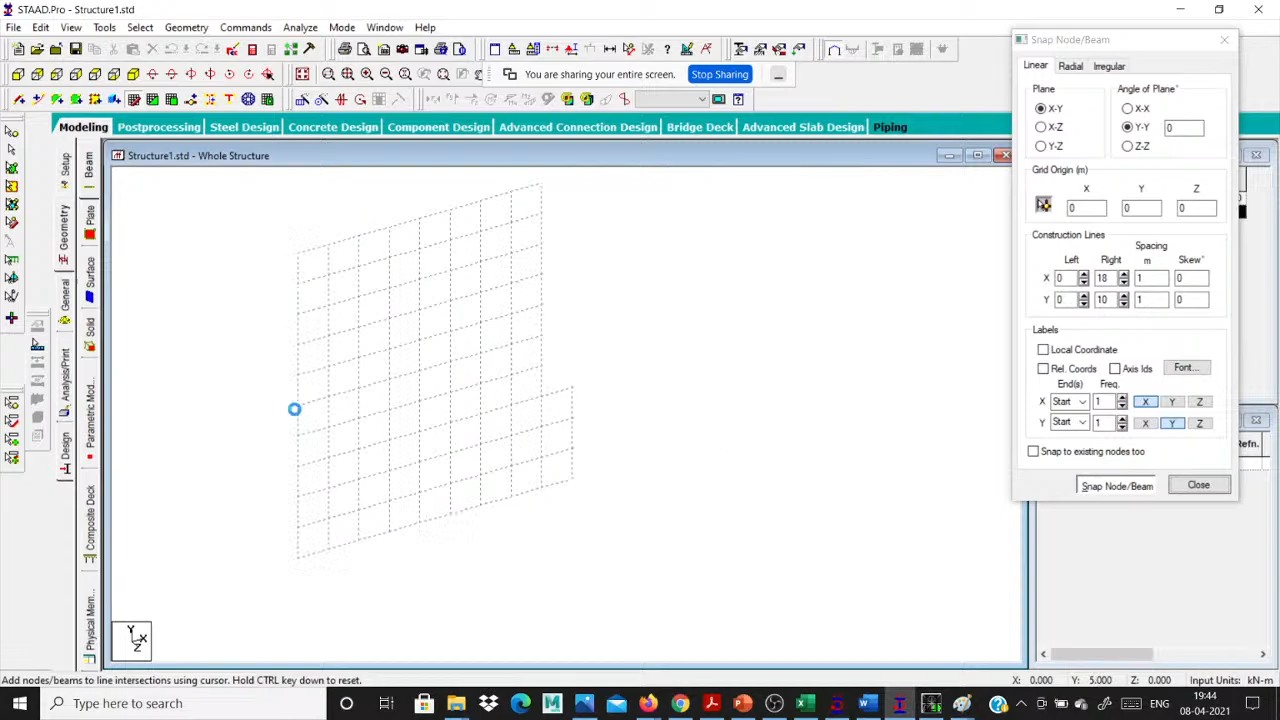 STAAD.Pro - Structure1.std
File Edit View Tools Select Geometry Commands Analyze Mode Window Help
You are sharing your entire screen. Stop Sharing
Modeling Postprocessing Steel Design Concrete Design Component Design Advanced Connection Design Bridge Deck Advanced Slab Design Piping
Structure1.std - Whole Structure
Setup
Geometry
General
Analysis/Print
Design
Beam
Plate
Surface
Solid
Parametric Mod...
Composite Deck
Physical Mem...
Y
X
Z
Snap Node/Beam
Linear Radial Irregular
Plane Angle of Plane°
X-Y X-X
X-Z Y-Y 0
Y-Z Z-Z
Grid Origin (m)
X Y Z
0 0 0
Construction Lines
Spacing
Left Right m Skew°
X 0 18 1 0
Y 0 10 1 0
Labels
Local Coordinate
Rel. Coords Axis Ids Font...
End(s) Freq.
X Start 1 X Y Z
Y Start 1 X Y Z
Snap to existing nodes too
Snap Node/Beam Close
Refn.
Add nodes/beams to line intersections using cursor. Hold CTRL key down to reset. X: 0.000 Y: 5.000 Z: 0.000 Input Units: kN-m
Type here to search
ENG
19:44
08-04-2021